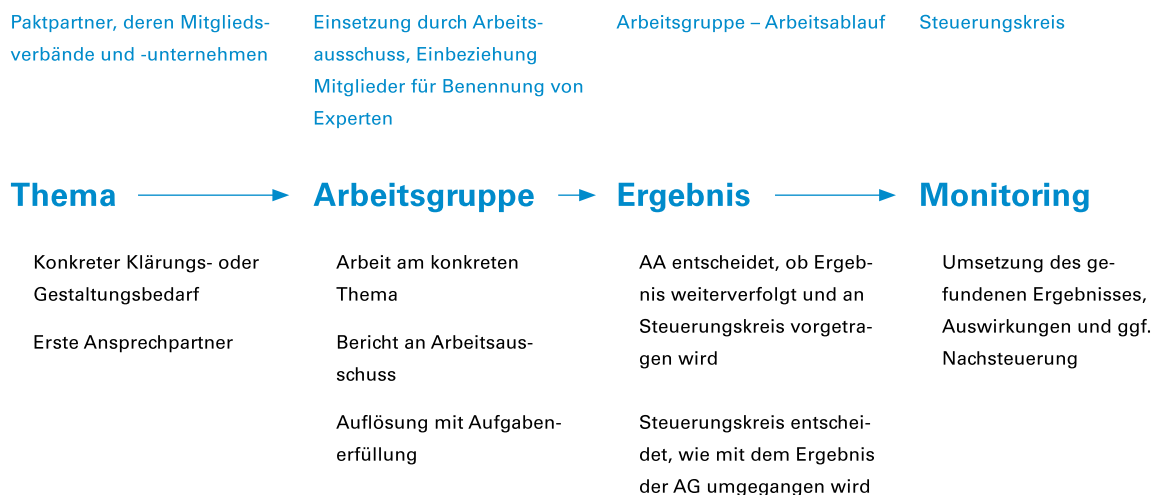 Paktpartner, deren Mitglieds-
verbände und -unternehmen
Einsetzung durch Arbeits-
ausschuss, Einbeziehung
Mitglieder für Benennung von
Experten
Arbeitsgruppe – Arbeitsablauf
Steuerungskreis
Thema
Arbeitsgruppe
Ergebnis
Monitoring
Konkreter Klärungs- oder
Gestaltungsbedarf
Erste Ansprechpartner
Arbeit am konkreten
Thema
Bericht an Arbeitsaus-
schuss
Auflösung mit Aufgaben-
erfüllung
AA entscheidet, ob Ergeb-
nis weiterverfolgt und an
Steuerungskreis vorgetra-
gen wird
Steuerungskreis entschei-
det, wie mit dem Ergebnis
der AG umgegangen wird
Umsetzung des ge-
fundenen Ergebnisses,
Auswirkungen und ggf.
Nachsteuerung